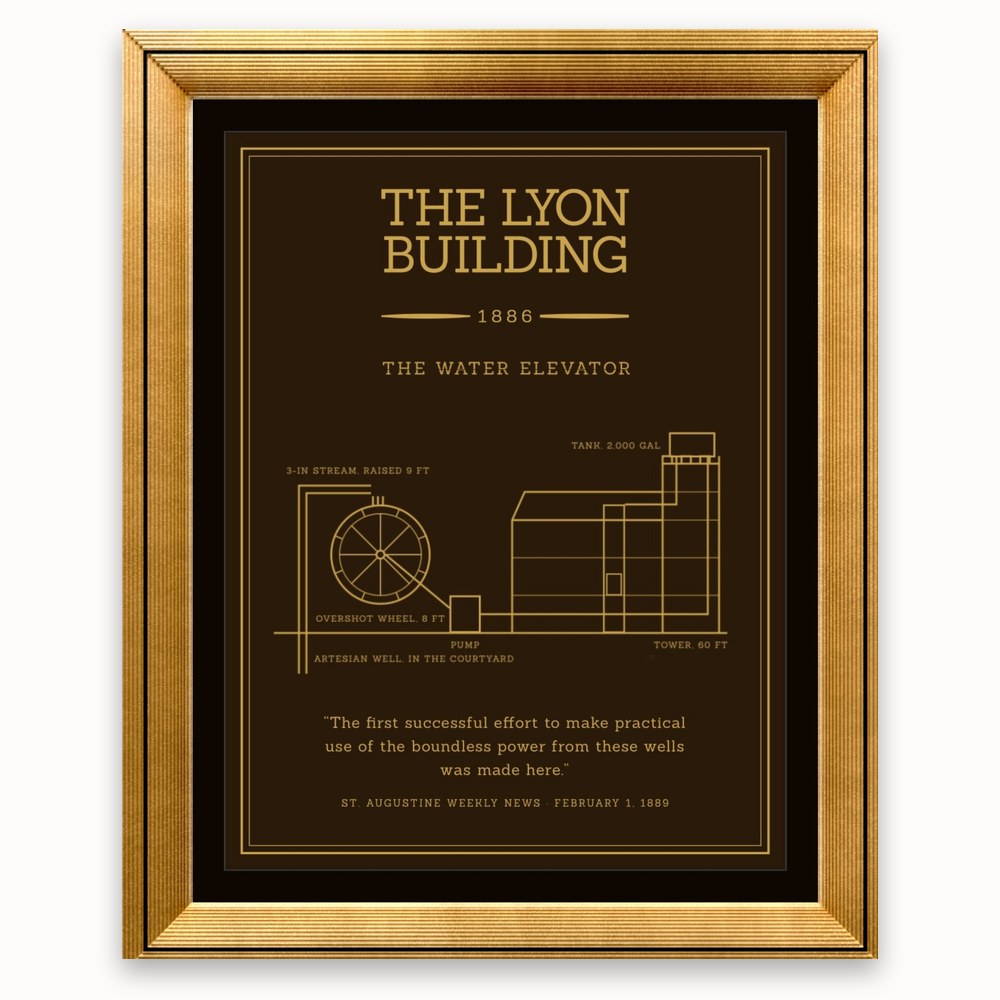 THE LYON
BUILDING
1886
THE WATER ELEVATOR
TANK, 2,000 GAL
3-IN STREAM, RAISED 9 FT
OVERSHOT WHEEL, 8 FT
PUMP
TOWER, 60 FT
ARTESIAN WELL, IN THE COURTYARD
"The first successful effort to make practical
use of the boundless power from these wells
was made here."
ST. AUGUSTINE WEEKLY NEWS · FEBRUARY 1, 1889